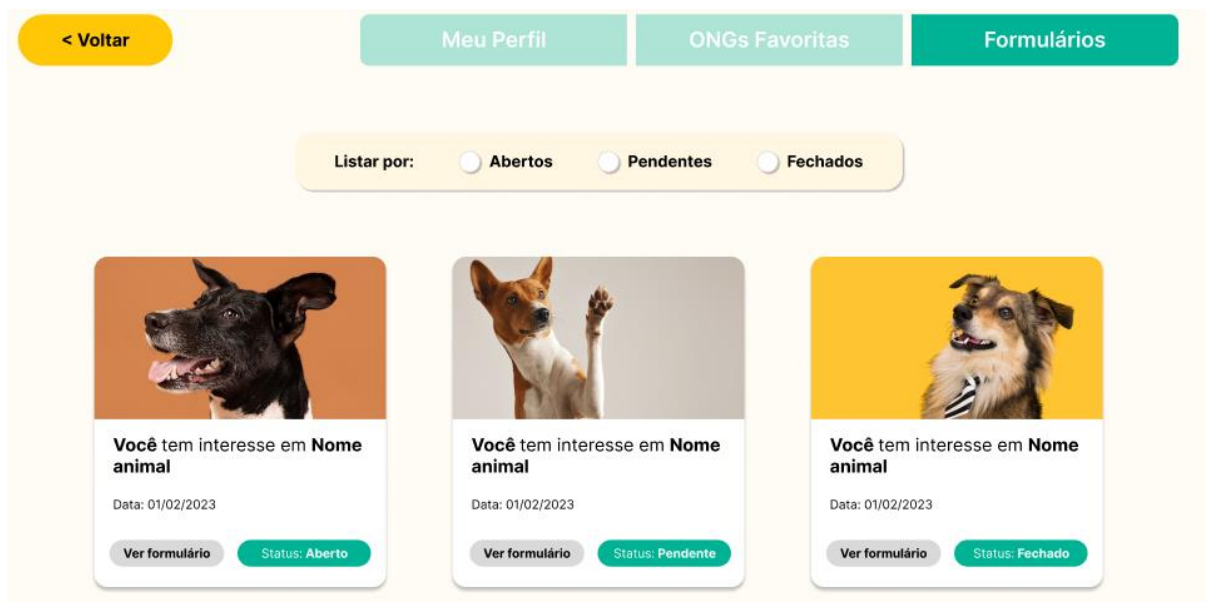 < Voltar
Meu Perfil
ONGs Favoritas
Formulários
Listar por:
Abertos
Pendentes
Fechados
Você tem interesse em Nome
animal
Data: 01/02/2023
Ver formulário
Status: Aberto
Você tem interesse em Nome
animal
Data: 01/02/2023
Ver formulário
Status: Pendente
Você tem interesse em Nome
animal
Data: 01/02/2023
Ver formulário
Status: Fechado